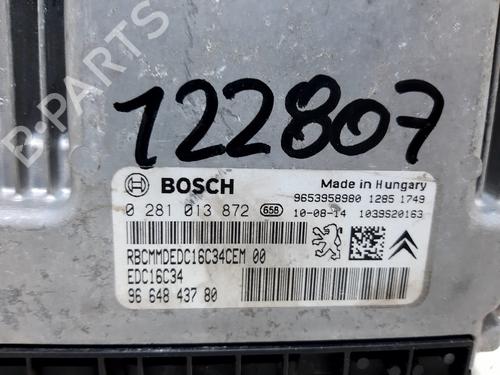 122807
BOSCH
Made in Hungary
9653958980 1285 1749
0 281 013 872 658 10-08-14 1039S20163
RBCMMDEDC16C34CEM 00
EDC16C34
96 648 437 80
B-PARTS